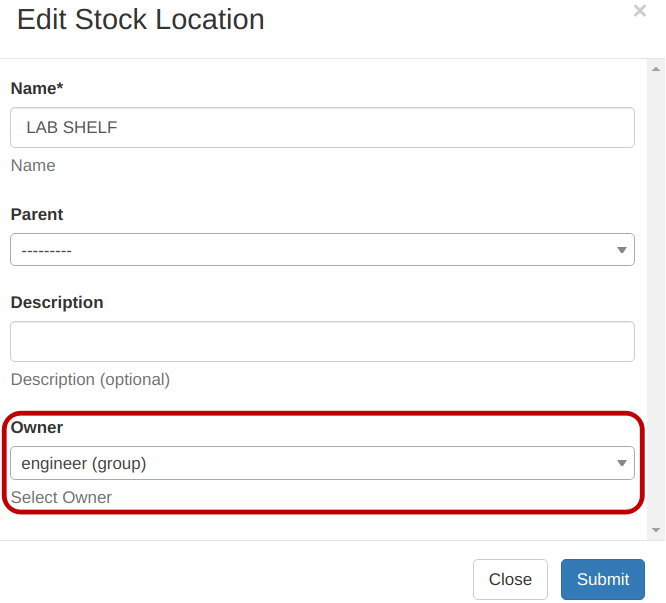 Edit Stock Location
×
Name*
LAB SHELF
Name
Parent
---------
Description
Description (optional)
Owner
engineer (group)
Select Owner
Close
Submit